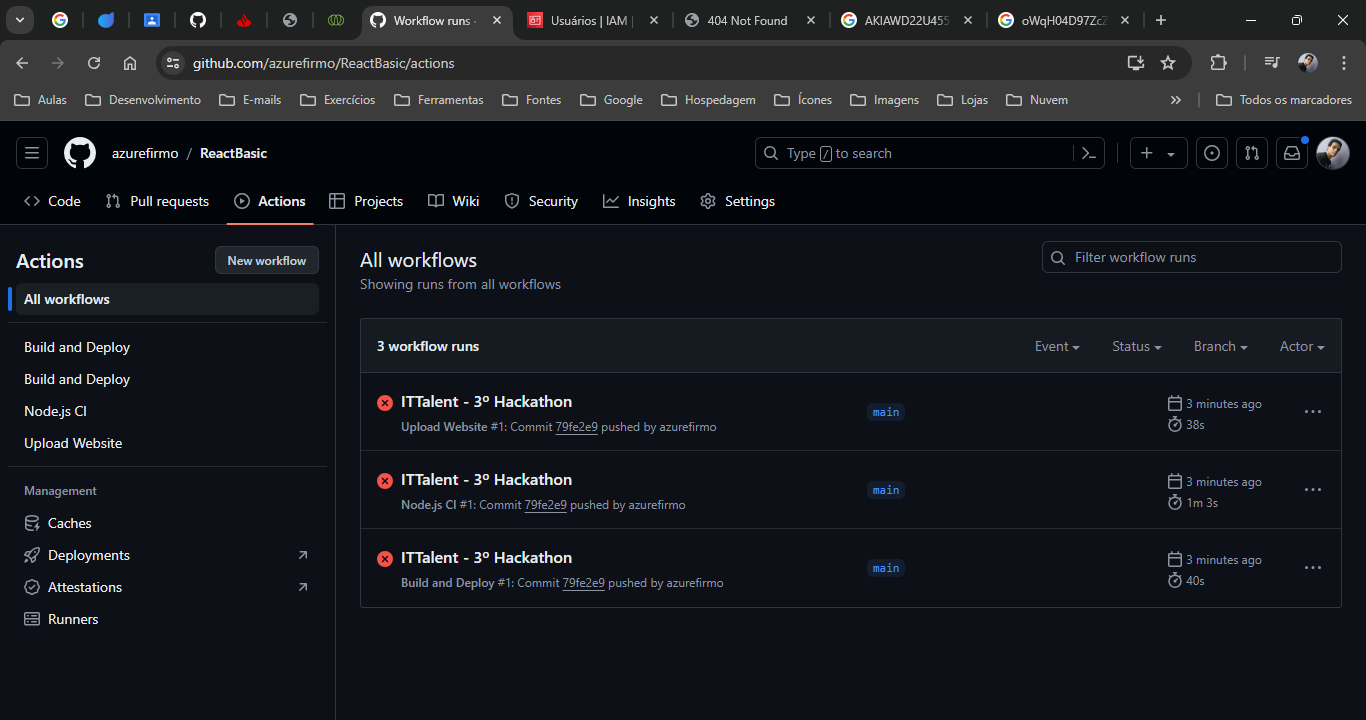 Workflow runs ·
Usuários | IAM |
404 Not Found
AKIAWD22U455
oWqH04D97ZcZ
github.com/azurefirmo/ReactBasic/actions
Aulas
Desenvolvimento
E-mails
Exercícios
Ferramentas
Fontes
Google
Hospedagem
Ícones
Imagens
Lojas
Nuvem
Todos os marcadores
azurefirmo / ReactBasic
Type / to search
Code
Pull requests
Actions
Projects
Wiki
Security
Insights
Settings
Actions
New workflow
All workflows
Build and Deploy
Build and Deploy
Node.js CI
Upload Website
Management
Caches
Deployments
Attestations
Runners
All workflows
Showing runs from all workflows
Filter workflow runs
3 workflow runs
Event
Status
Branch
Actor
ITTalent - 3º Hackathon
Upload Website #1: Commit 79fe2e9 pushed by azurefirmo
main
3 minutes ago
38s
ITTalent - 3º Hackathon
Node.js CI #1: Commit 79fe2e9 pushed by azurefirmo
main
3 minutes ago
1m 3s
ITTalent - 3º Hackathon
Build and Deploy #1: Commit 79fe2e9 pushed by azurefirmo
main
3 minutes ago
40s